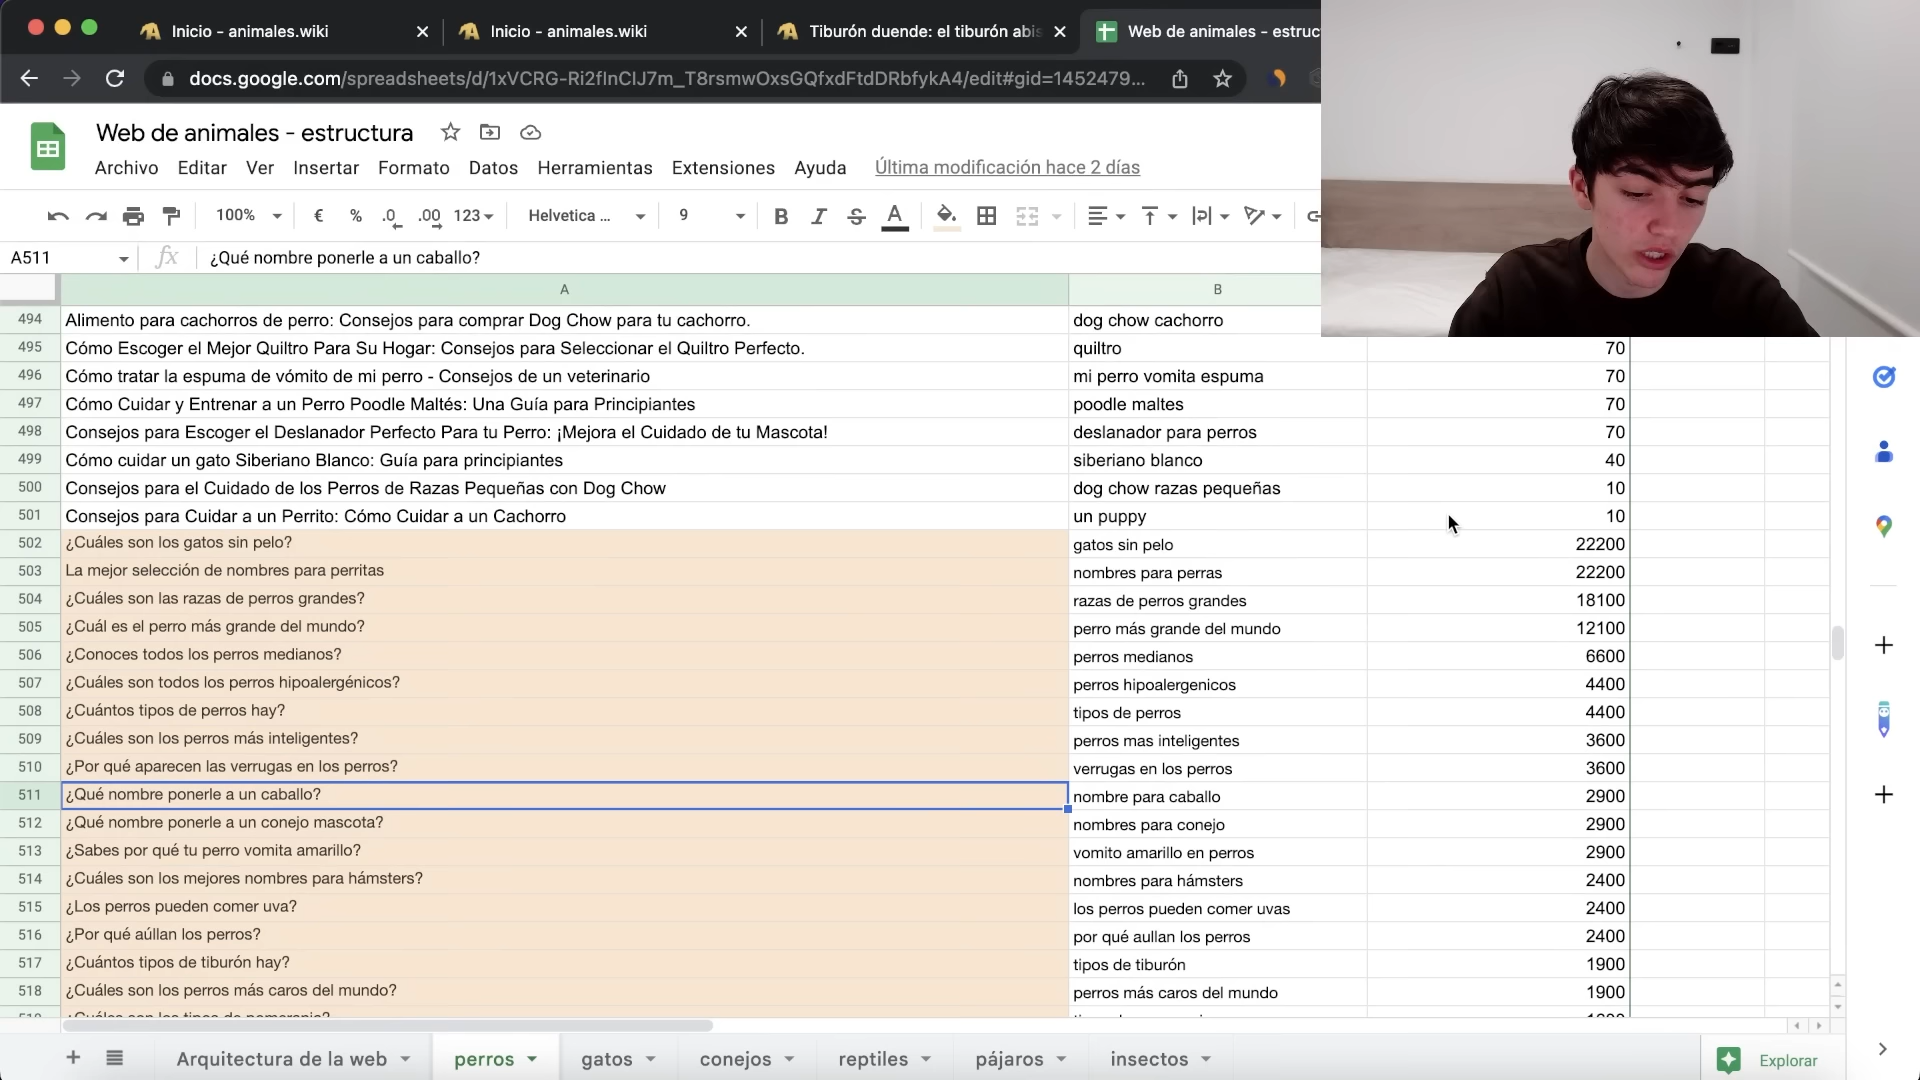 Inicio - animales.wiki
Inicio - animales.wiki
Tiburón duende: el tiburón abis
Web de animales - estruc
docs.google.com/spreadsheets/d/1xVCRG-Ri2fInCIJ7m_T8rsmwOxsGQfxdFtdDRbfykA4/edit#gid=1452479...
Web de animales - estructura
Archivo Editar Ver Insertar Formato Datos Herramientas Extensiones Ayuda Última modificación hace 2 días
100% € % .0 .00 123 Helvetica ... 9 B I S A
A511 fx ¿Qué nombre ponerle a un caballo?
A B
494 Alimento para cachorros de perro: Consejos para comprar Dog Chow para tu cachorro. dog chow cachorro
495 Cómo Escoger el Mejor Quiltro Para Su Hogar: Consejos para Seleccionar el Quiltro Perfecto. quiltro 70
496 Cómo tratar la espuma de vómito de mi perro - Consejos de un veterinario mi perro vomita espuma 70
497 Cómo Cuidar y Entrenar a un Perro Poodle Maltés: Una Guía para Principiantes poodle maltes 70
498 Consejos para Escoger el Deslanador Perfecto Para tu Perro: ¡Mejora el Cuidado de tu Mascota! deslanador para perros 70
499 Cómo cuidar un gato Siberiano Blanco: Guía para principiantes siberiano blanco 40
500 Consejos para el Cuidado de los Perros de Razas Pequeñas con Dog Chow dog chow razas pequeñas 10
501 Consejos para Cuidar a un Perrito: Cómo Cuidar a un Cachorro un puppy 10
502 ¿Cuáles son los gatos sin pelo? gatos sin pelo 22200
503 La mejor selección de nombres para perritas nombres para perras 22200
504 ¿Cuáles son las razas de perros grandes? razas de perros grandes 18100
505 ¿Cuál es el perro más grande del mundo? perro más grande del mundo 12100
506 ¿Conoces todos los perros medianos? perros medianos 6600
507 ¿Cuáles son todos los perros hipoalergénicos? perros hipoalergenicos 4400
508 ¿Cuántos tipos de perros hay? tipos de perros 4400
509 ¿Cuáles son los perros más inteligentes? perros mas inteligentes 3600
510 ¿Por qué aparecen las verrugas en los perros? verrugas en los perros 3600
511 ¿Qué nombre ponerle a un caballo? nombre para caballo 2900
512 ¿Qué nombre ponerle a un conejo mascota? nombres para conejo 2900
513 ¿Sabes por qué tu perro vomita amarillo? vomito amarillo en perros 2900
514 ¿Cuáles son los mejores nombres para hámsters? nombres para hámsters 2400
515 ¿Los perros pueden comer uva? los perros pueden comer uvas 2400
516 ¿Por qué aúllan los perros? por qué aullan los perros 2400
517 ¿Cuántos tipos de tiburón hay? tipos de tiburón 1900
518 ¿Cuáles son los perros más caros del mundo? perros más caros del mundo 1900
Arquitectura de la web perros gatos conejos reptiles pájaros insectos Explorar